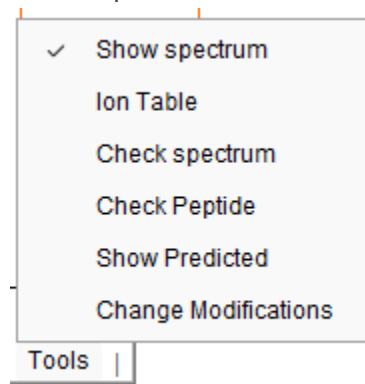 Show spectrum
Ion Table
Check spectrum
Check Peptide
Show Predicted
Change Modifications
Tools |